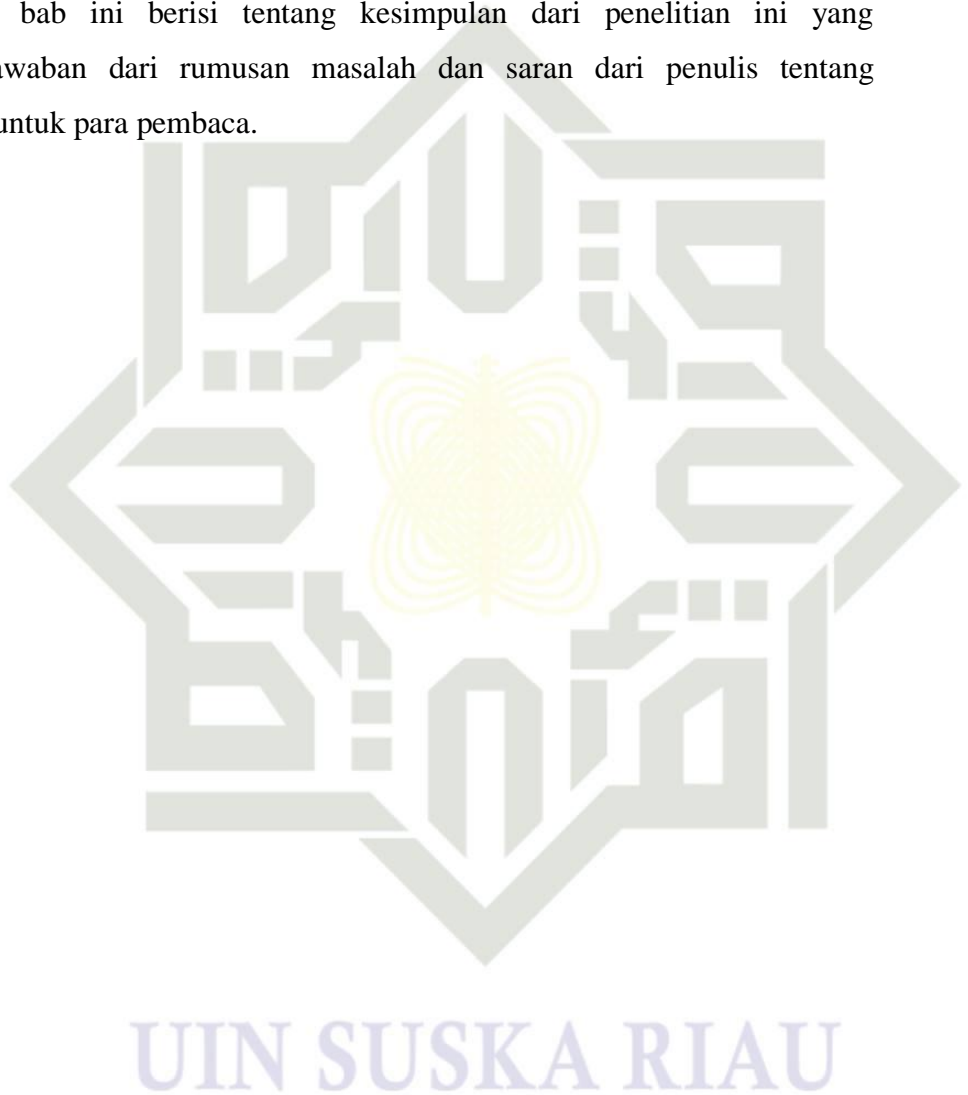 bab ini berisi tentang kesimpulan dari penelitian ini yang
dari rumusan masalah dan saran dari penulis tentang
untuk para pembaca.
UIN SUSKA RIAU